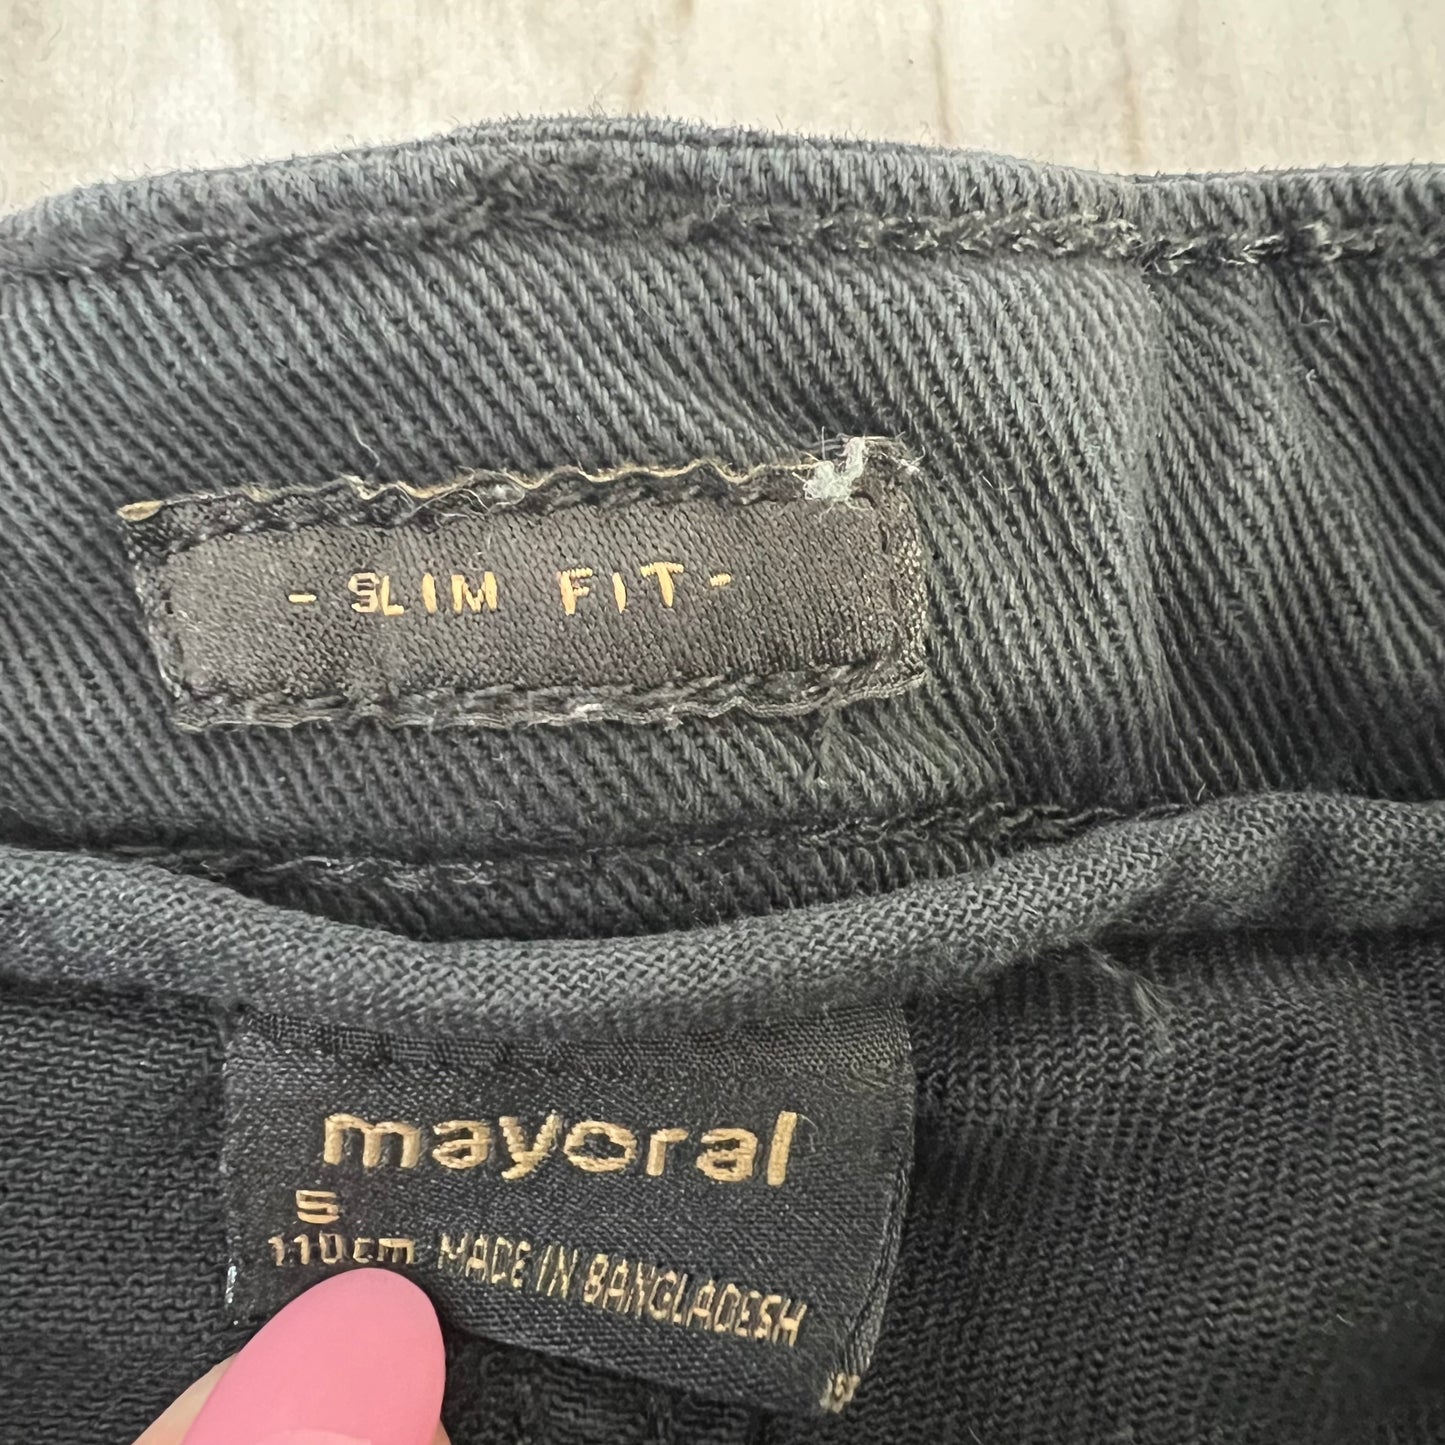 - SLIM FIT -
mayoral
5
110cm MADE IN BANGLADESH